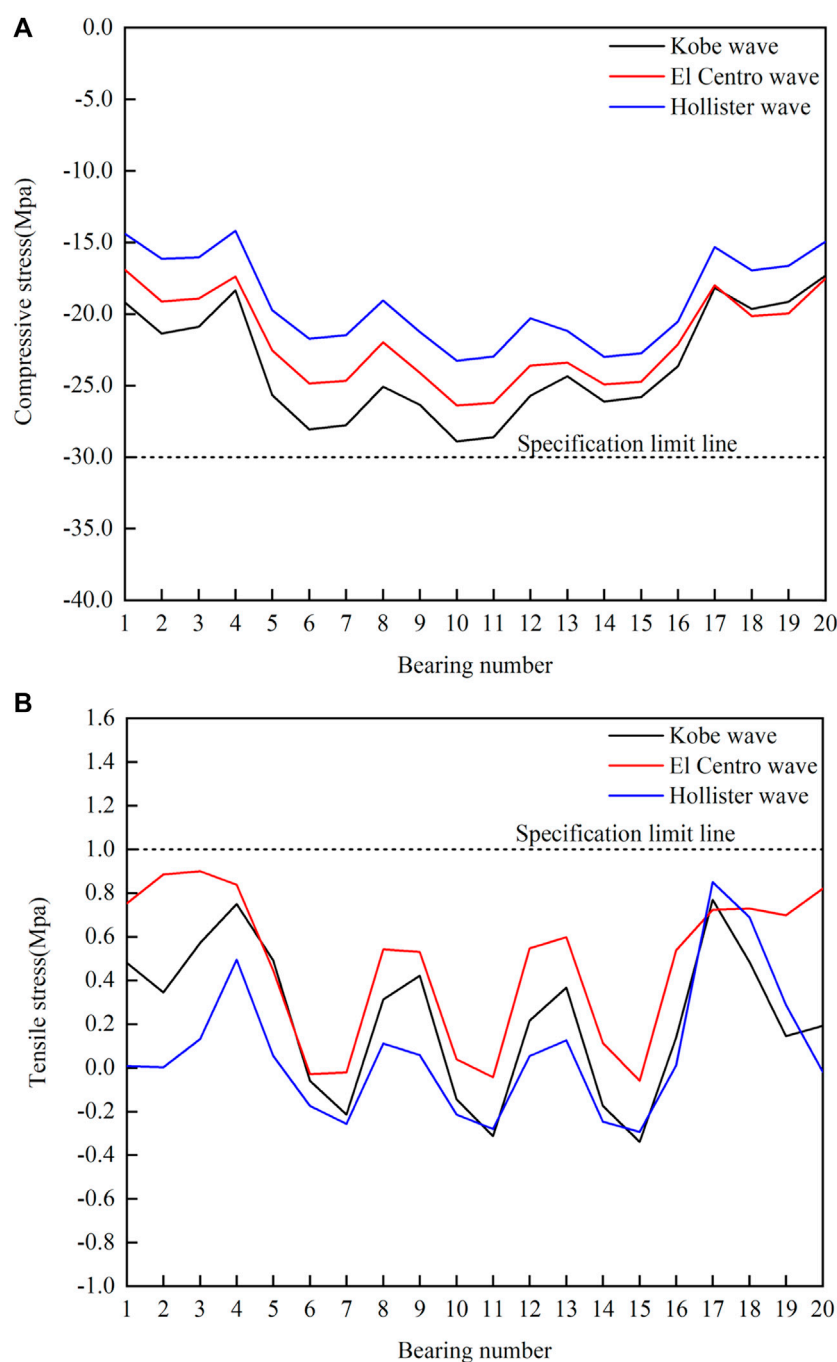 A
0.0
-5.0
-10.0
-15.0
-20.0
-25.0
-30.0
-35.0
-40.0
Compressive stress(Mpa)
Kobe wave
El Centro wave
Hollister wave
Specification limit line
1 2 3 4 5 6 7 8 9 10 11 12 13 14 15 16 17 18 19 20
Bearing number
B
1.6
1.4
1.2
1.0
0.8
0.6
0.4
0.2
0.0
-0.2
-0.4
-0.6
-0.8
-1.0
Tensile stress(Mpa)
Kobe wave
El Centro wave
Hollister wave
Specification limit line
1 2 3 4 5 6 7 8 9 10 11 12 13 14 15 16 17 18 19 20
Bearing number